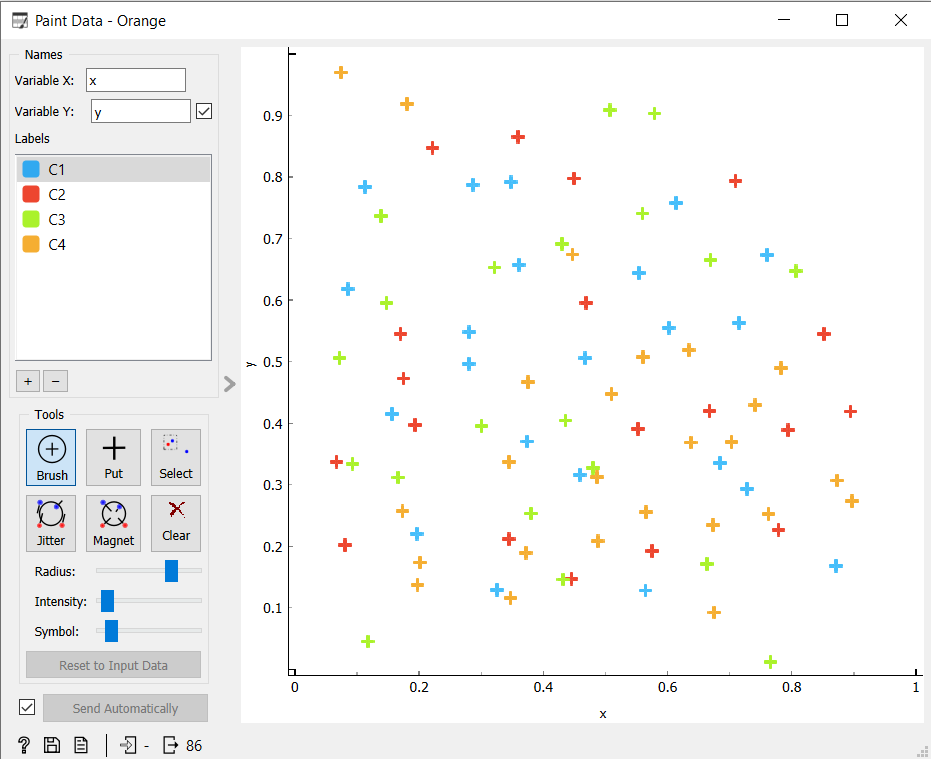 Paint Data - Orange
Names
Variable X: x
Variable Y: y
Labels
C1
C2
C3
C4
+ −
Tools
Brush Put Select
Jitter Magnet Clear
Radius:
Intensity:
Symbol:
Reset to Input Data
Send Automatically
? - 86
y
0.9
0.8
0.7
0.6
0.5
0.4
0.3
0.2
0.1
0 0.2 0.4 0.6 0.8 1
x